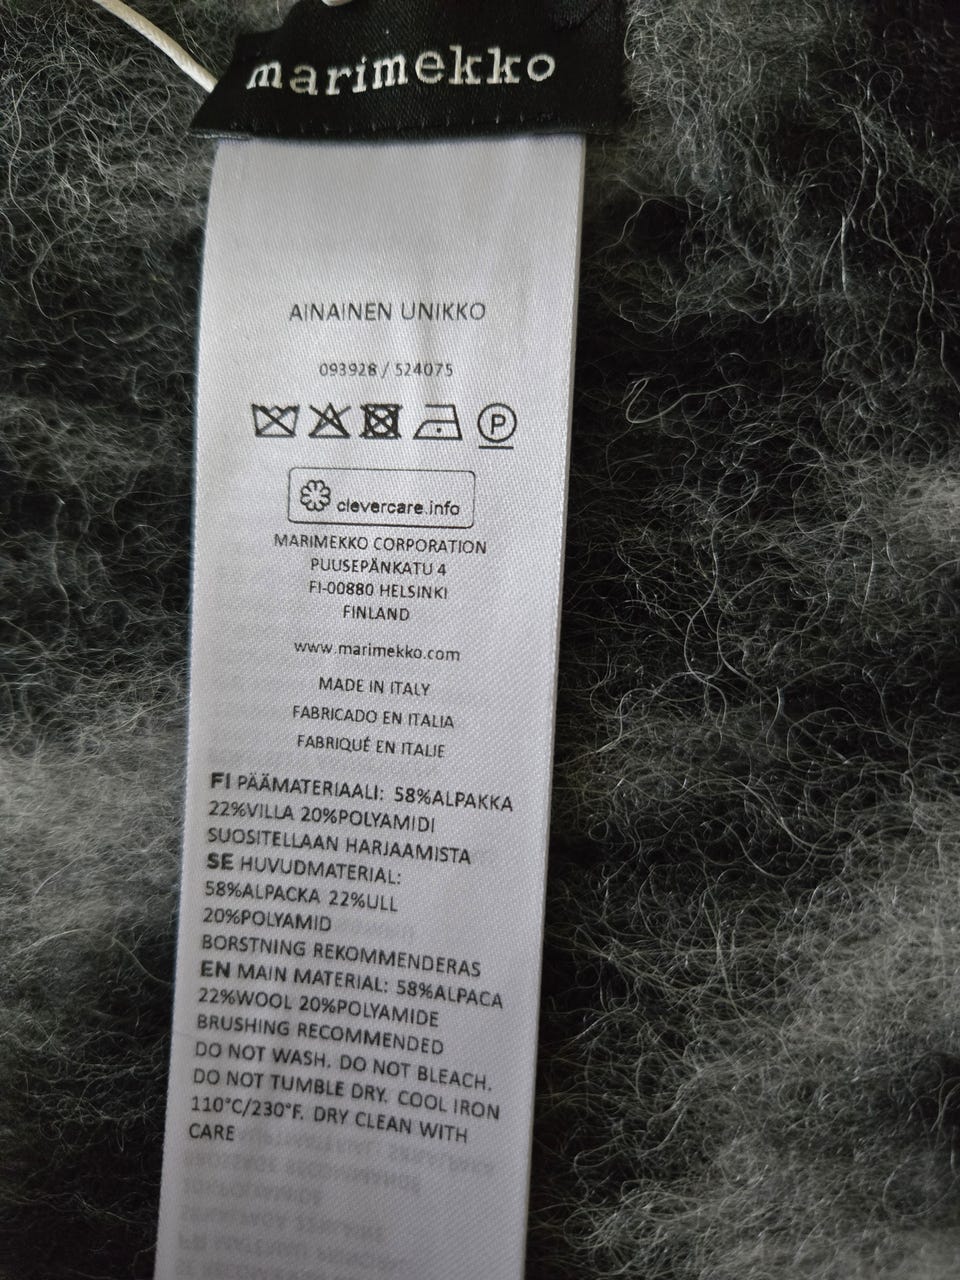 marimekko
AINAINEN UNIKKO
093928 / 524075
P
clevercare.info
MARIMEKKO CORPORATION
PUUSEPÄNKATU 4
FI-00880 HELSINKI
FINLAND
www.marimekko.com
MADE IN ITALY
FABRICADO EN ITALIA
FABRIQUÉ EN ITALIE
FI PÄÄMATERIAALI: 58%ALPAKKA
22%VILLA 20%POLYAMIDI
SUOSITELLAAN HARJAAMISTA
SE HUVUDMATERIAL:
58%ALPACKA 22%ULL
20%POLYAMID
BORSTNING REKOMMENDERAS
EN MAIN MATERIAL: 58%ALPACA
22%WOOL 20%POLYAMIDE
BRUSHING RECOMMENDED
DO NOT WASH. DO NOT BLEACH.
DO NOT TUMBLE DRY. COOL IRON
110°C/230°F. DRY CLEAN WITH
CARE